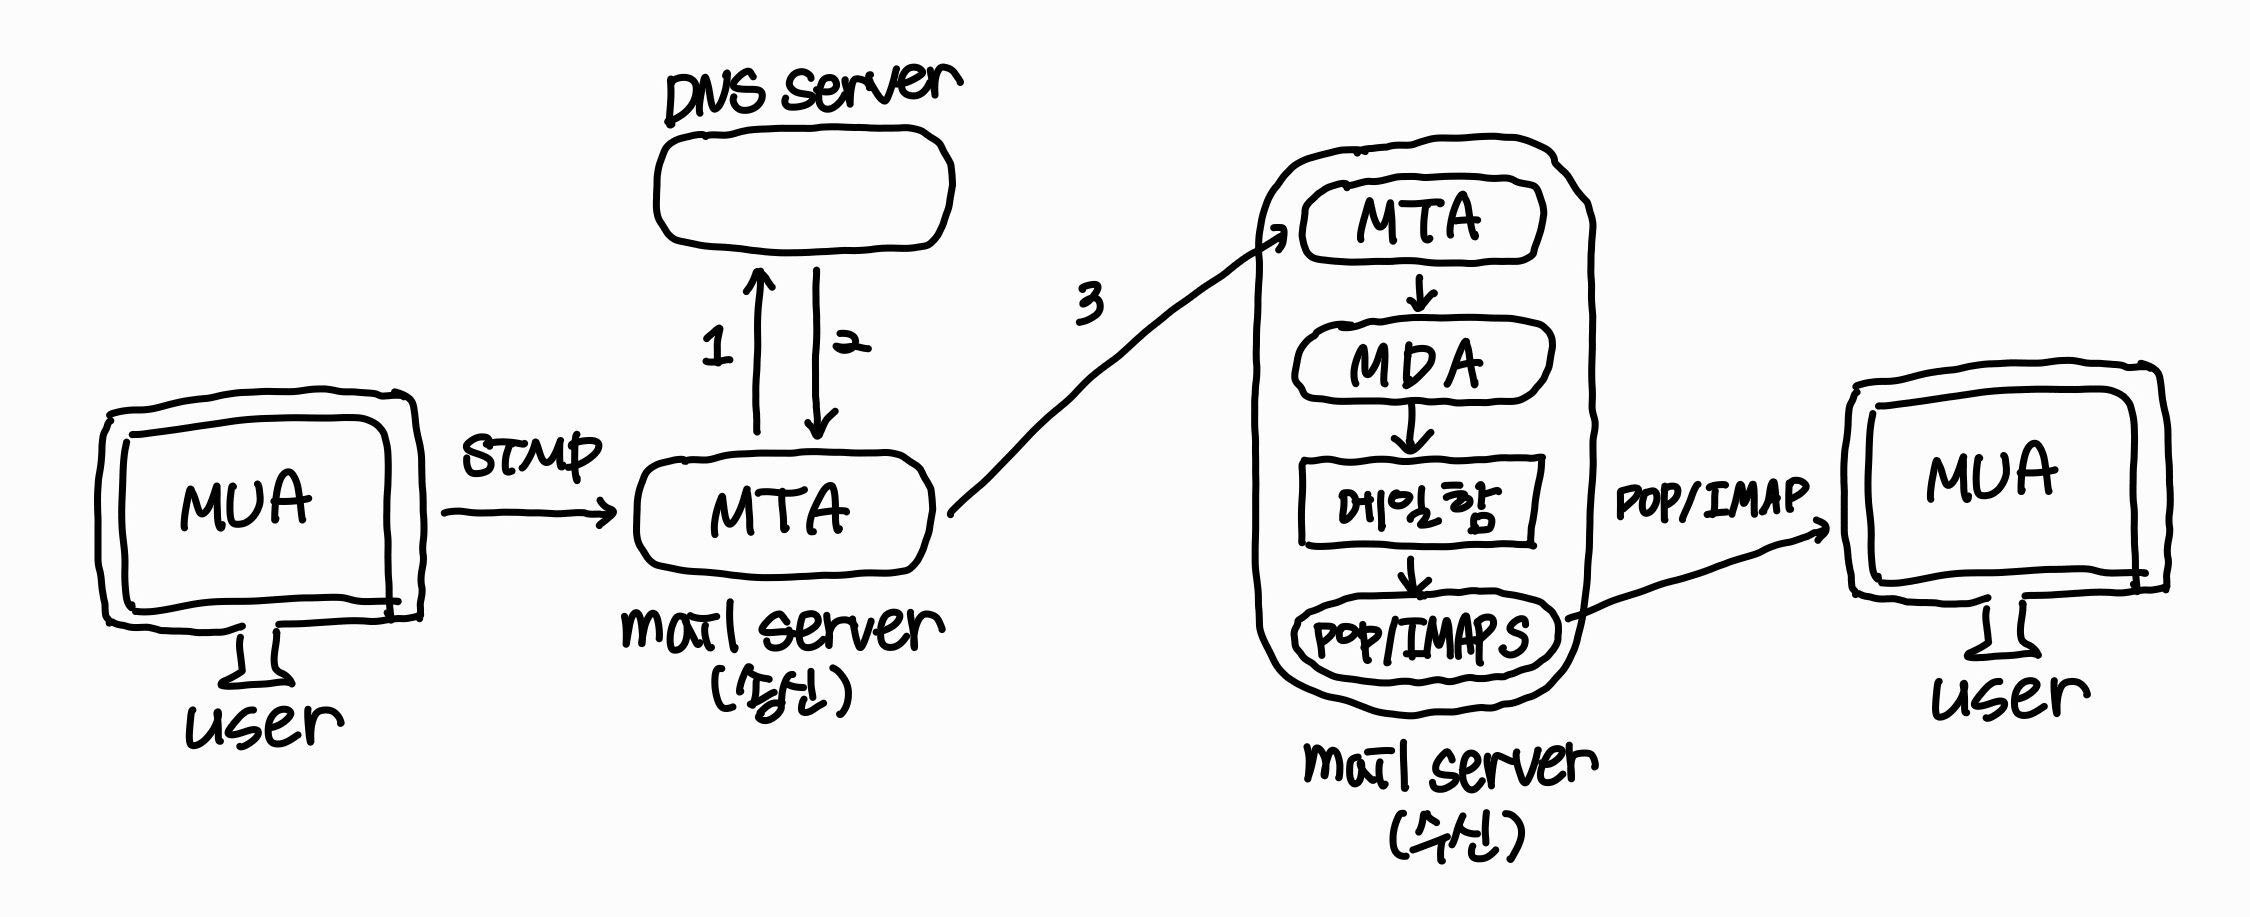 DNS server
1
2
3
MUA
user
STMP
MTA
mail server
(송신)
MTA
MDA
메일함
POP/IMAP S
mail server
(수신)
POP/IMAP
MUA
user